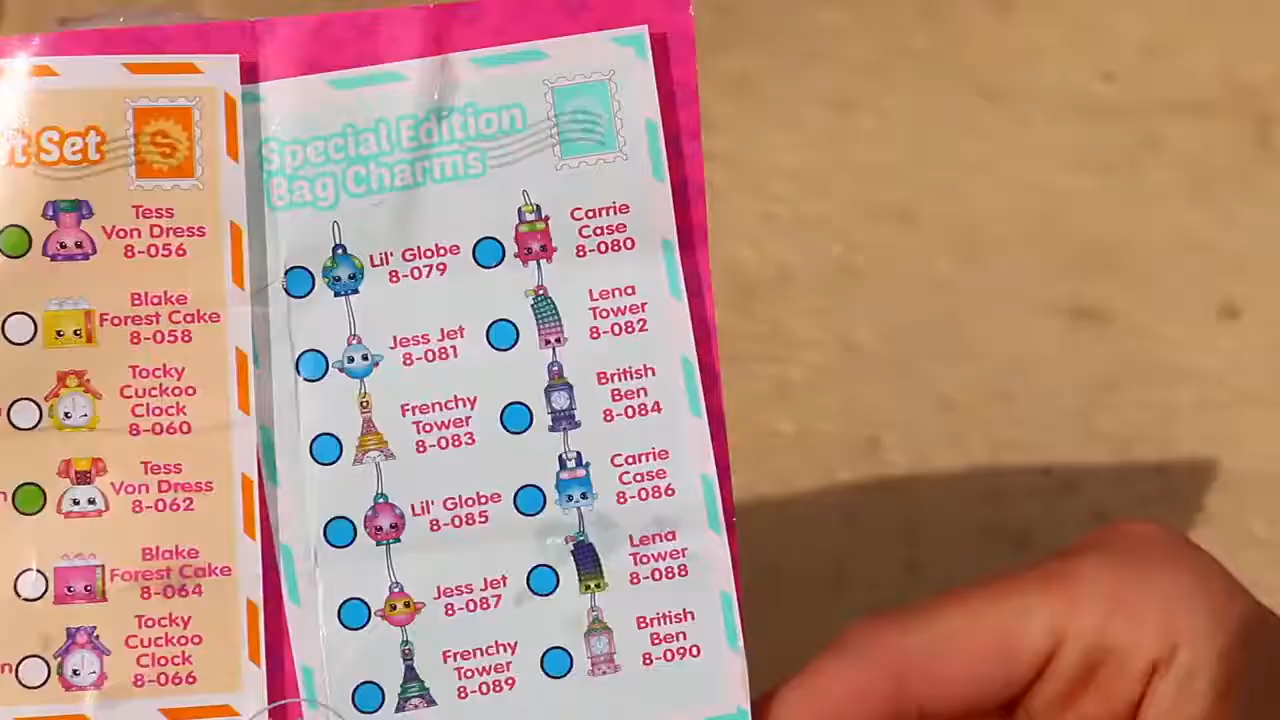 t Set
S
Tess
Von Dress
8-056
Blake
Forest Cake
8-058
Tocky
Cuckoo
Clock
8-060
n
Tess
Von Dress
8-062
Blake
Forest Cake
8-064
n
Tocky
Cuckoo
Clock
8-066
Special Edition
Bag Charms
Lil' Globe
8-079
Carrie
Case
8-080
Jess Jet
8-081
Lena
Tower
8-082
Frenchy
Tower
8-083
British
Ben
8-084
Lil' Globe
8-085
Carrie
Case
8-086
Jess Jet
8-087
Lena
Tower
8-088
Frenchy
Tower
8-089
British
Ben
8-090